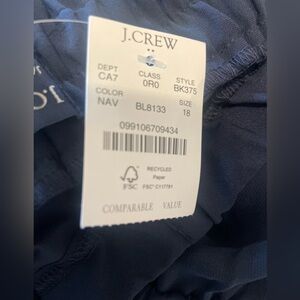 J.CREW
DEPT CLASS STYLE
CA7 0R0 BK375
COLOR SIZE
NAV BL8133 18
099106709434
FSC
RECYCLED
Paper
FSC® C117791
COMPARABLE VALUE